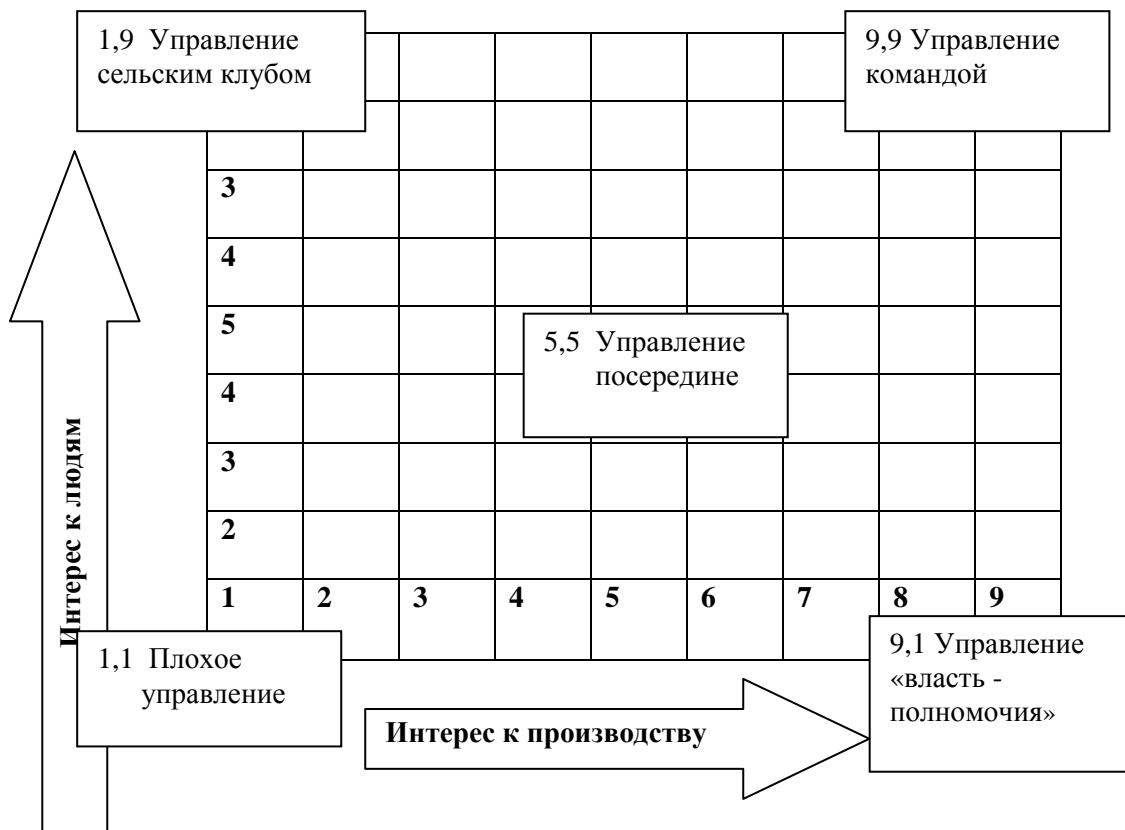 1,9 Управление
сельским клубом
9,9 Управление
командой
3
4
5
5,5 Управление
посередине
4
3
2
1 2 3 4 5 6 7 8 9
Интерес к людям
1,1 Плохое
управление
9,1 Управление
«власть -
полномочия»
Интерес к производству